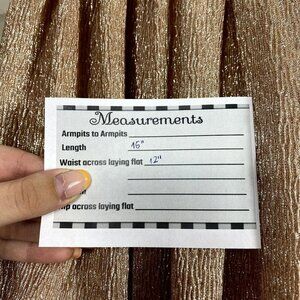 Measurements
Armpits to Armpits
Length 16"
Waist across laying flat 12"
across laying flat